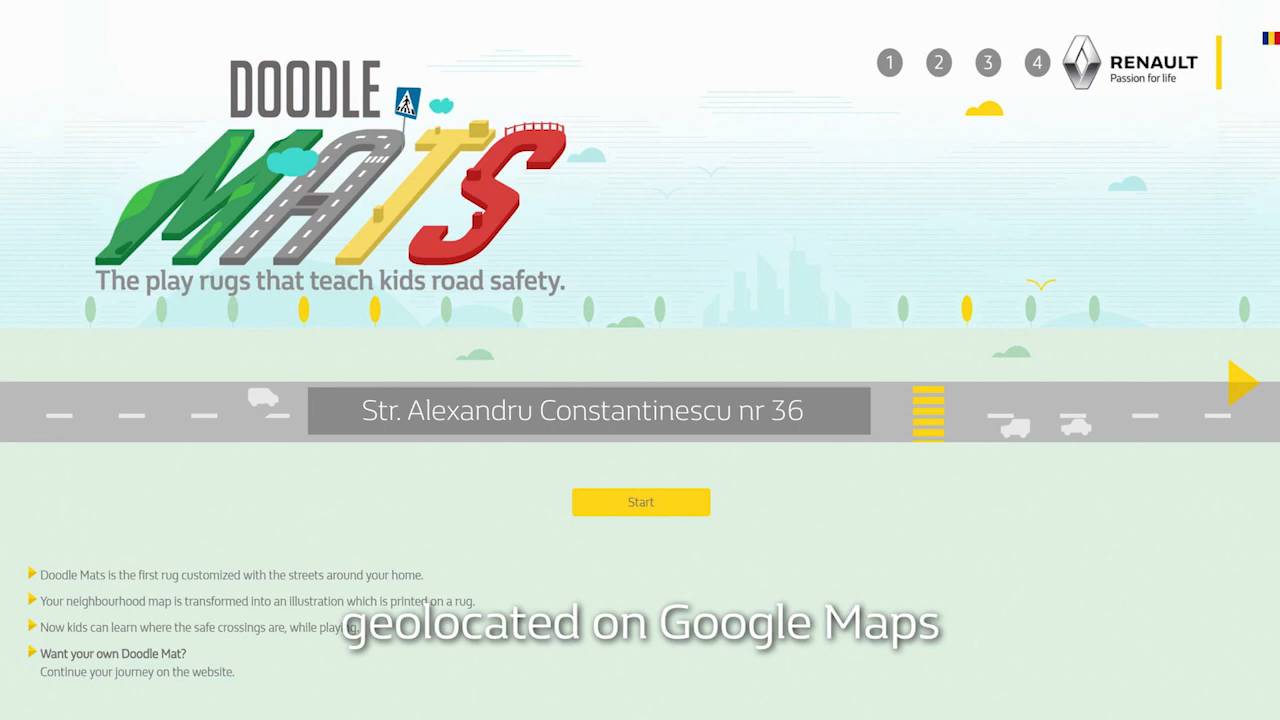 DOODLE
MATS
The play rugs that teach kids road safety.
1 2 3 4
RENAULT
Passion for life
Str. Alexandru Constantinescu nr 36
Start
Doodle Mats is the first rug customized with the streets around your home.
Your neighbourhood map is transformed into an illustration which is printed on a rug.
Now kids can learn where the safe crossings are, while playing.
geolocated on Google Maps
Want your own Doodle Mat?
Continue your journey on the website.